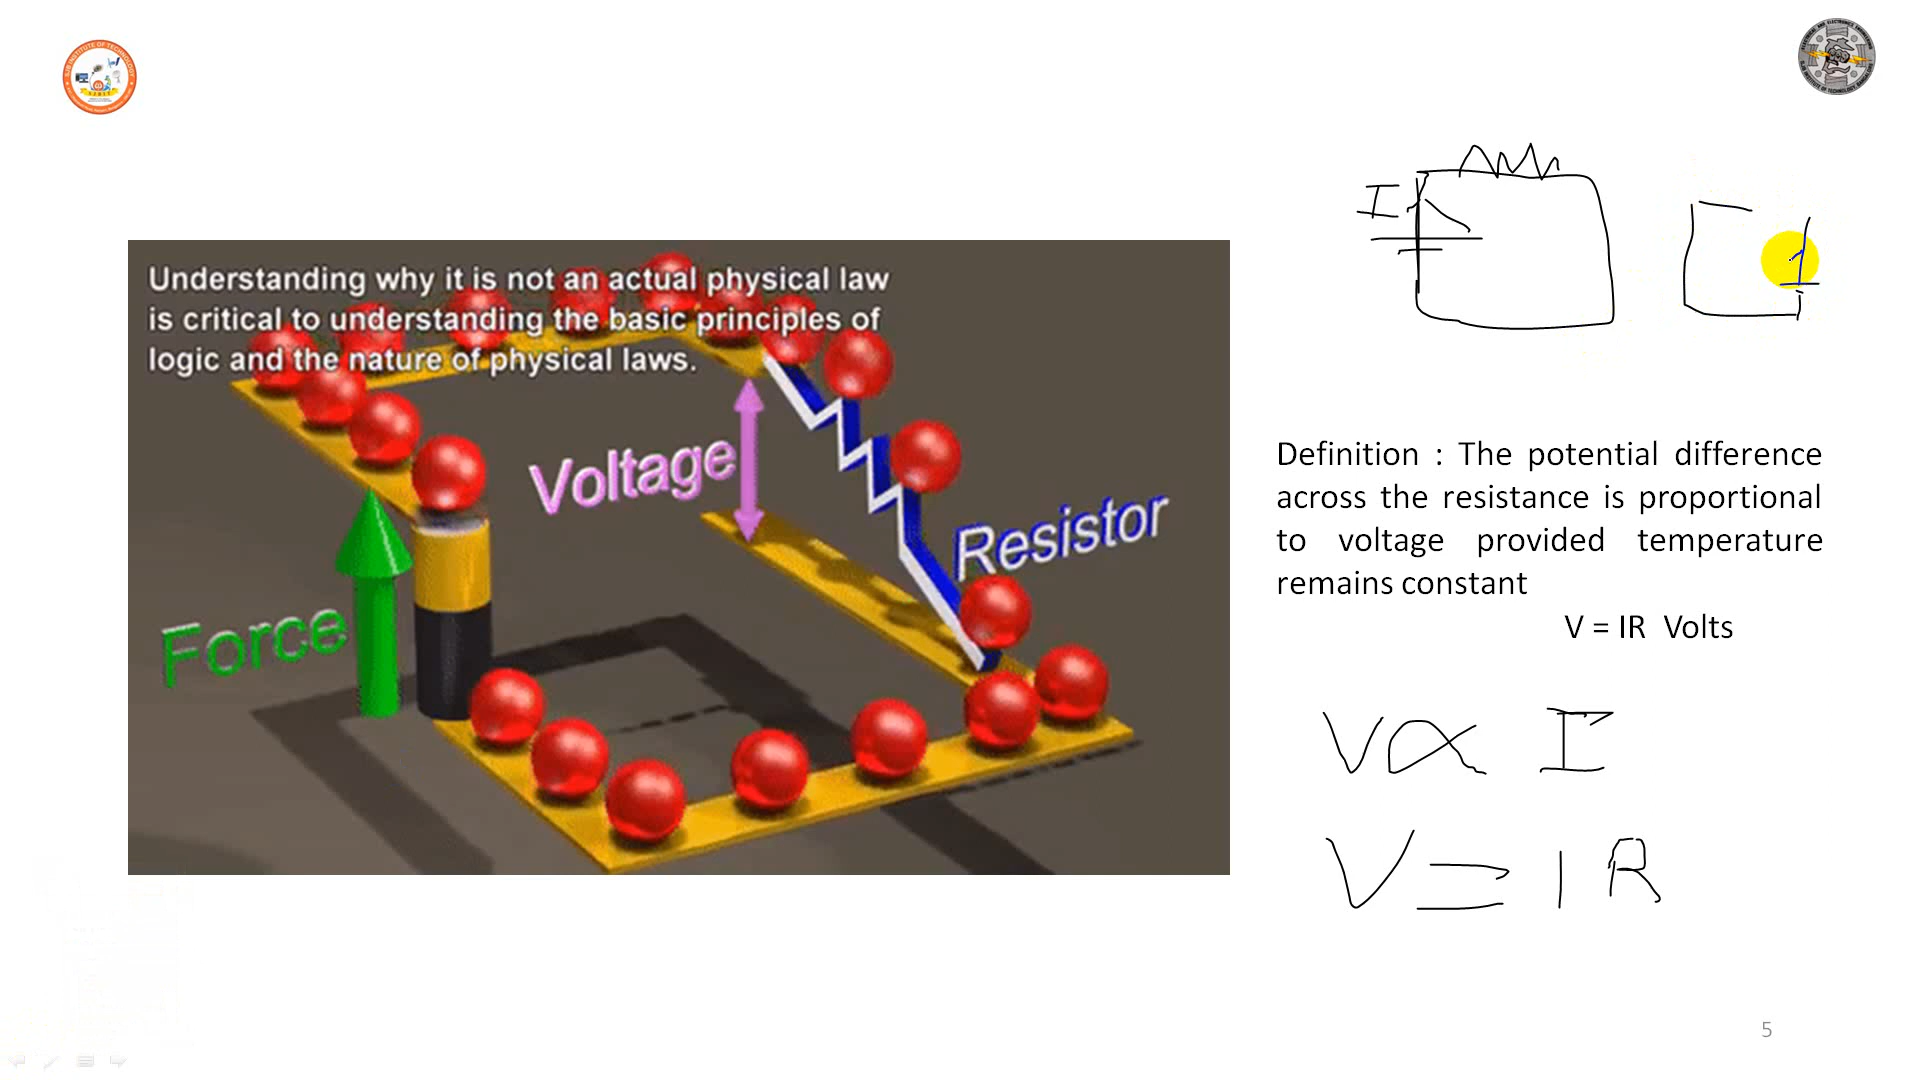 Understanding why it is not an actual physical law
is critical to understanding the basic principles of
logic and the nature of physical laws.
Voltage
Resistor
Force
I
Definition : The potential difference
across the resistance is proportional
to voltage provided temperature
remains constant
V = IR Volts
V ∝ I
V = IR
5